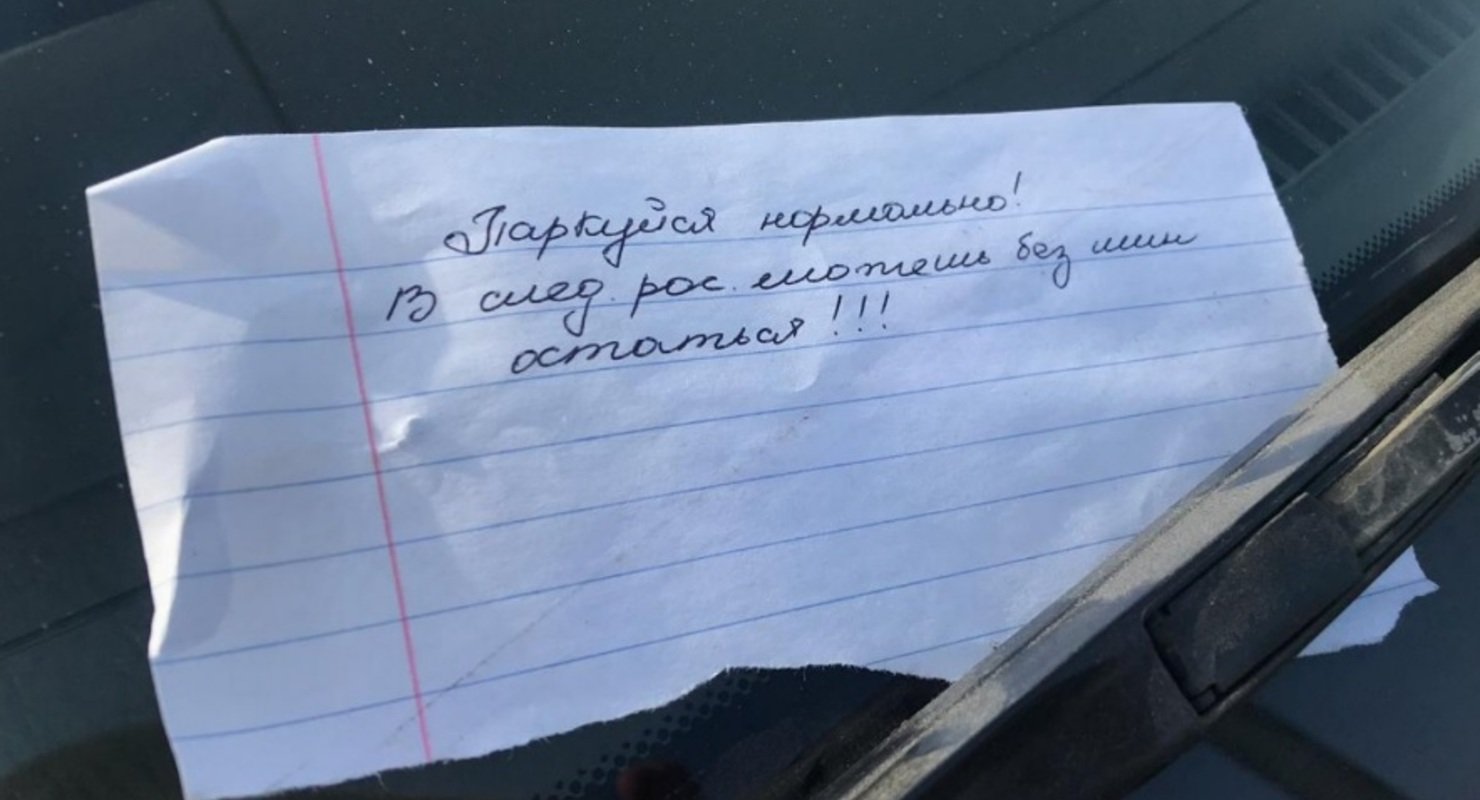 Паркуйся нормально!
В след. рас. можешь без шин
остаться!!!